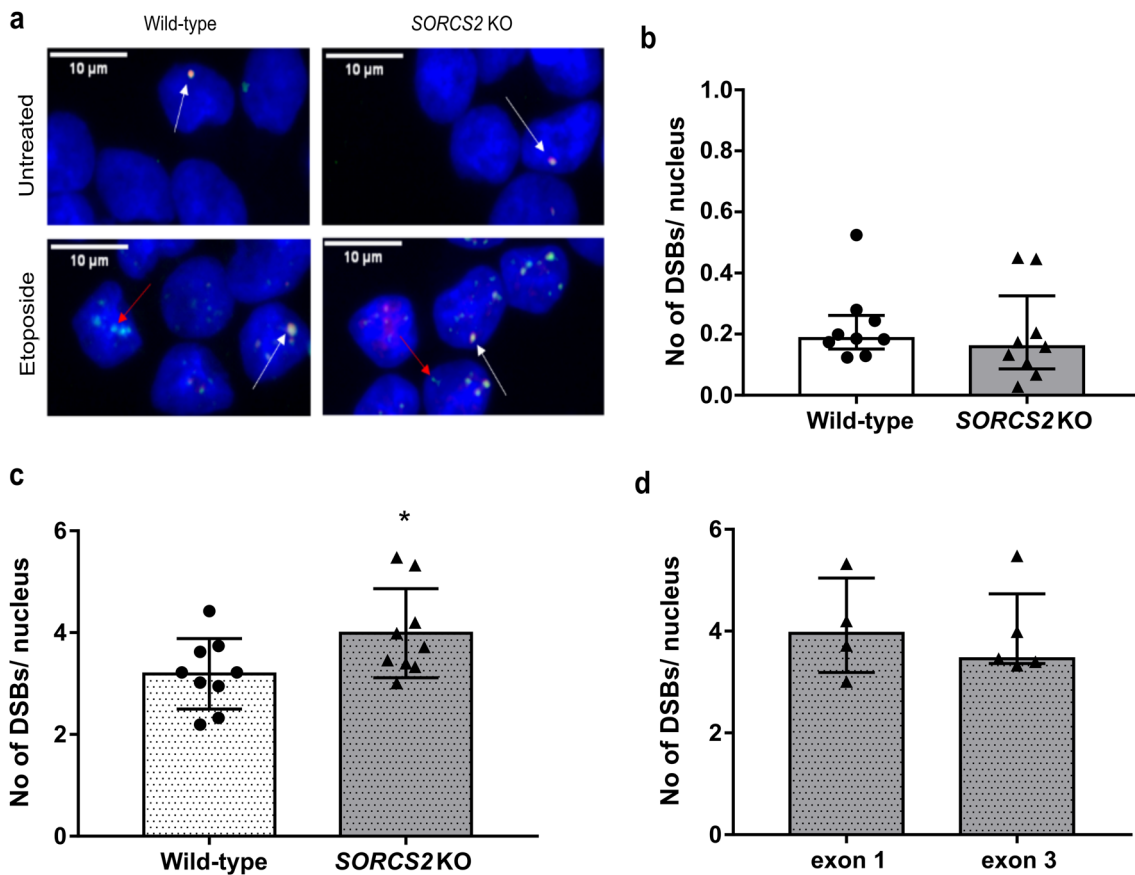 a
Wild-type
SORCS2 KO
Untreated
10 µm
10 µm
Etoposide
10 µm
10 µm
b
No of DSBs/ nucleus
1.0
0.8
0.6
0.4
0.2
0.0
Wild-type
SORCS2 KO
c
No of DSBs/ nucleus
6
4
2
0
*
Wild-type
SORCS2 KO
d
No of DSBs/ nucleus
6
4
2
0
exon 1
exon 3